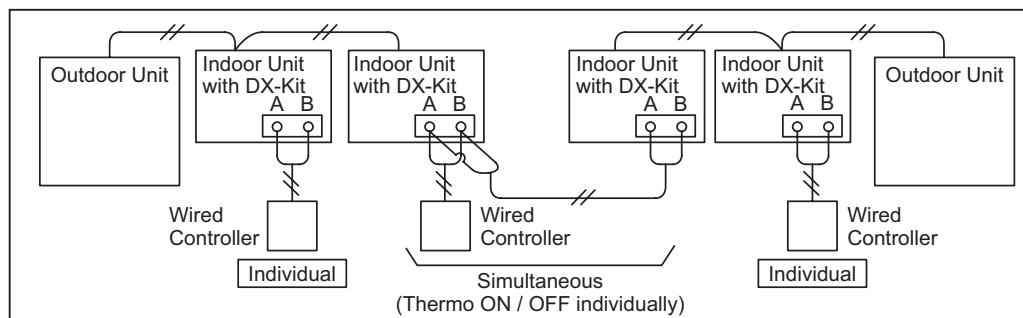 Outdoor Unit
Indoor Unit
with DX-Kit
A B
Indoor Unit
with DX-Kit
A B
Indoor Unit
with DX-Kit
A B
Indoor Unit
with DX-Kit
A B
Outdoor Unit
Wired
Controller
Individual
Wired
Controller
Simultaneous
(Thermo ON / OFF individually)
Wired
Controller
Individual